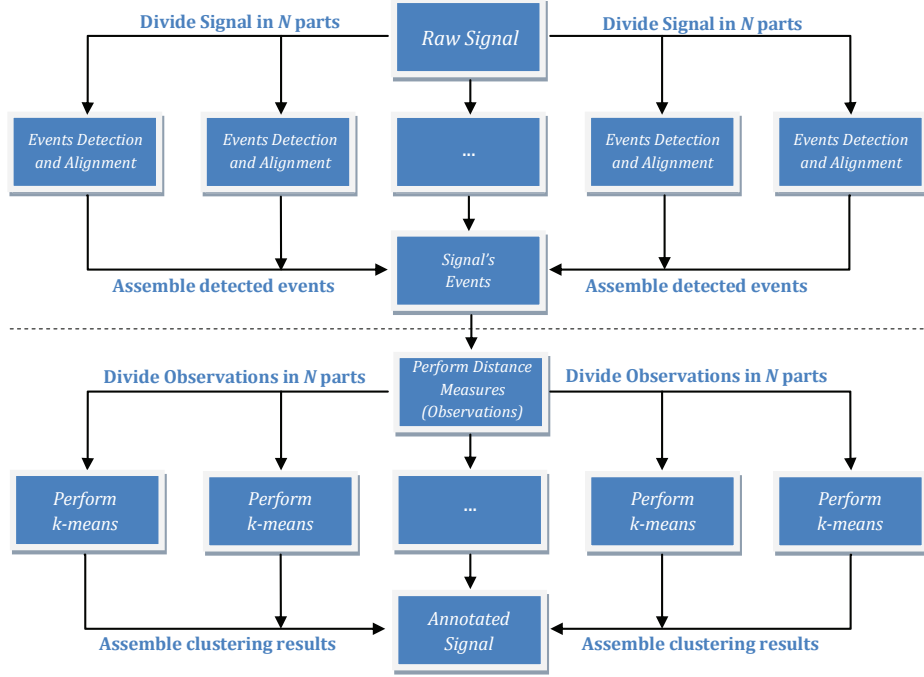 Divide Signal in N parts
Raw Signal
Divide Signal in N parts
Events Detection
and Alignment
Events Detection
and Alignment
...
Events Detection
and Alignment
Events Detection
and Alignment
Assemble detected events
Signal's
Events
Assemble detected events
Divide Observations in N parts
Perform Distance
Measures
(Observations)
Divide Observations in N parts
Perform
k-means
Perform
k-means
...
Perform
k-means
Perform
k-means
Assemble clustering results
Annotated
Signal
Assemble clustering results